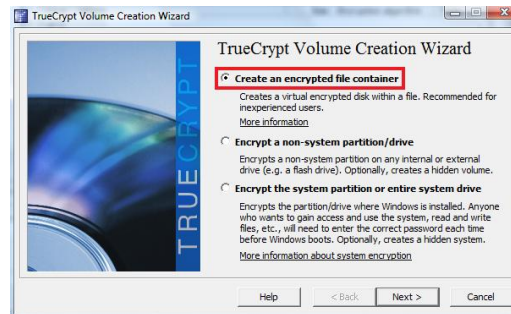 TrueCrypt Volume Creation Wizard
TRUECRYPT
TrueCrypt Volume Creation Wizard
Create an encrypted file container
Creates a virtual encrypted disk within a file. Recommended for
inexperienced users.
More information
Encrypt a non-system partition/drive
Encrypts a non-system partition on any internal or external
drive (e.g. a flash drive). Optionally, creates a hidden volume.
Encrypt the system partition or entire system drive
Encrypts the partition/drive where Windows is installed. Anyone
who wants to gain access and use the system, read and write
files, etc., will need to enter the correct password each time
before Windows boots. Optionally, creates a hidden system.
More information about system encryption
Help
< Back
Next >
Cancel